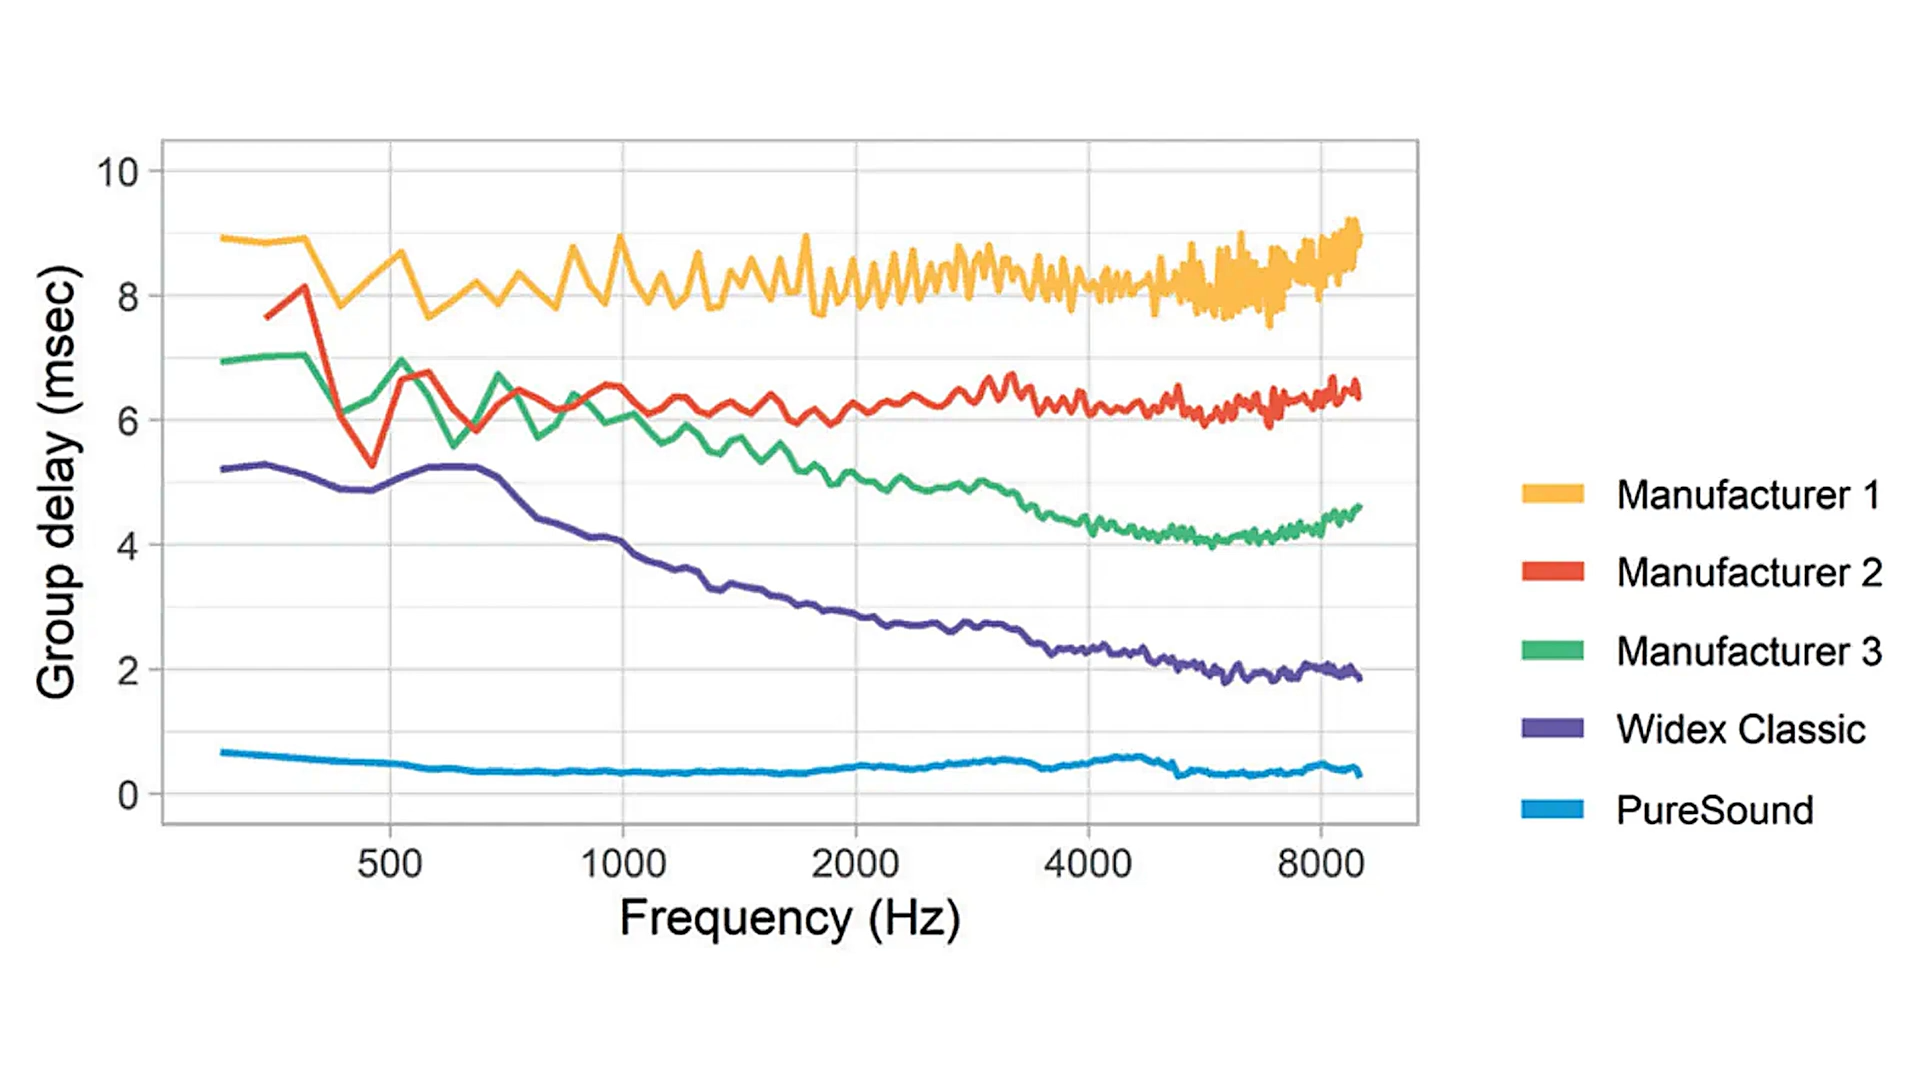 Group delay (msec)
10
8
6
4
2
0
500 1000 2000 4000 8000
Frequency (Hz)
Manufacturer 1
Manufacturer 2
Manufacturer 3
Widex Classic
PureSound